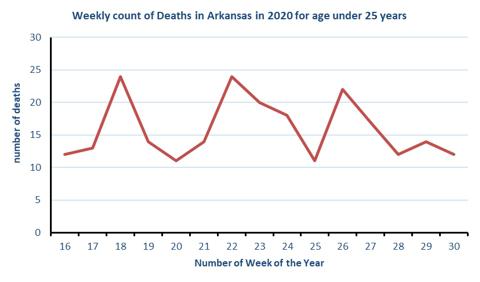 Weekly count of Deaths in Arkansas in 2020 for age under 25 years
number of deaths
30
25
20
15
10
5
0
16 17 18 19 20 21 22 23 24 25 26 27 28 29 30
Number of Week of the Year